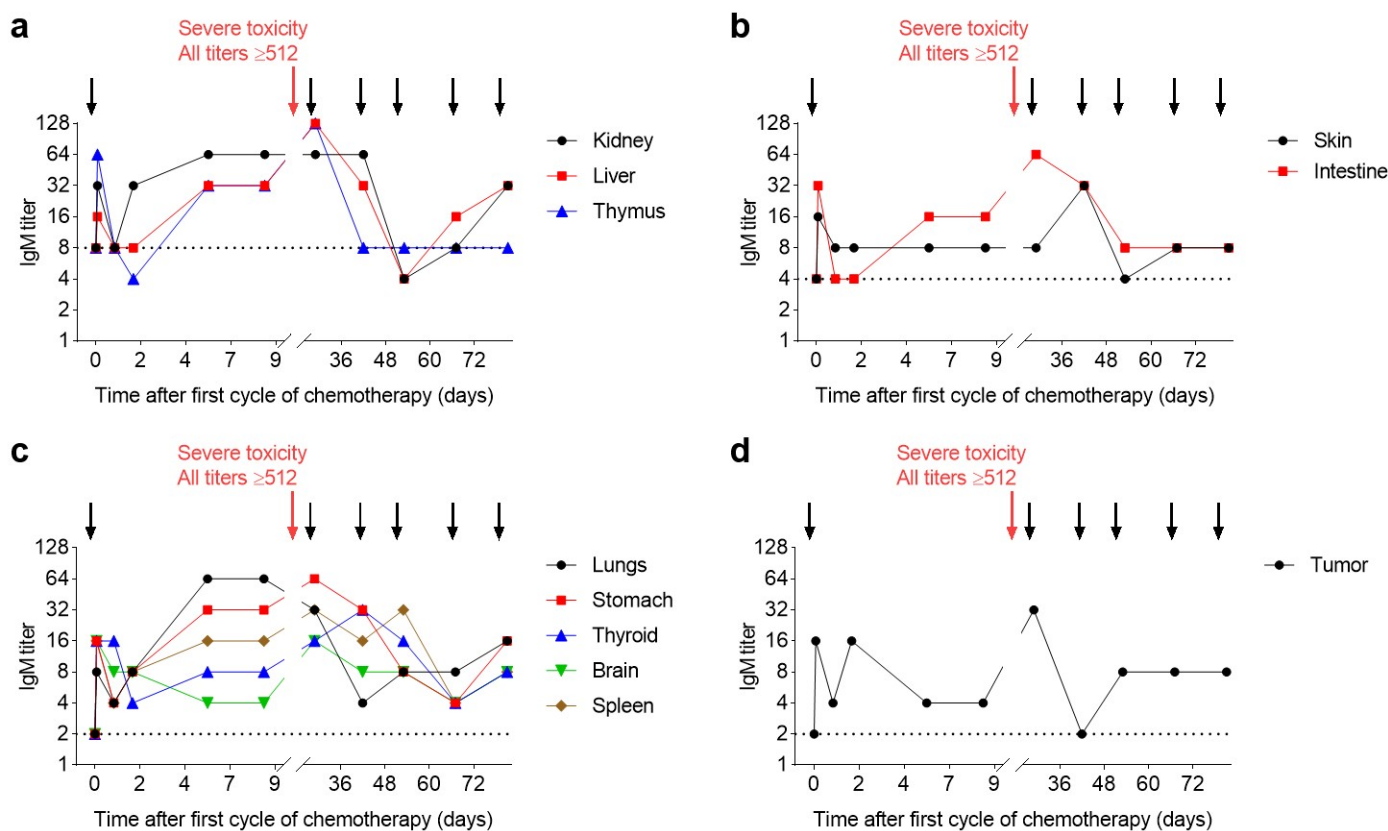 a
Severe toxicity
All titers ≥512
IgM titer
128
64
32
16
8
4
2
1
0 2 4 7 9 36 48 60 72
Time after first cycle of chemotherapy (days)
Kidney
Liver
Thymus
b
Severe toxicity
All titers ≥512
IgM titer
128
64
32
16
8
4
2
1
0 2 4 7 9 36 48 60 72
Time after first cycle of chemotherapy (days)
Skin
Intestine
c
Severe toxicity
All titers ≥512
IgM titer
128
64
32
16
8
4
2
1
0 2 4 7 9 36 48 60 72
Time after first cycle of chemotherapy (days)
Lungs
Stomach
Thyroid
Brain
Spleen
d
Severe toxicity
All titers ≥512
IgM titer
128
64
32
16
8
4
2
1
0 2 4 7 9 36 48 60 72
Time after first cycle of chemotherapy (days)
Tumor